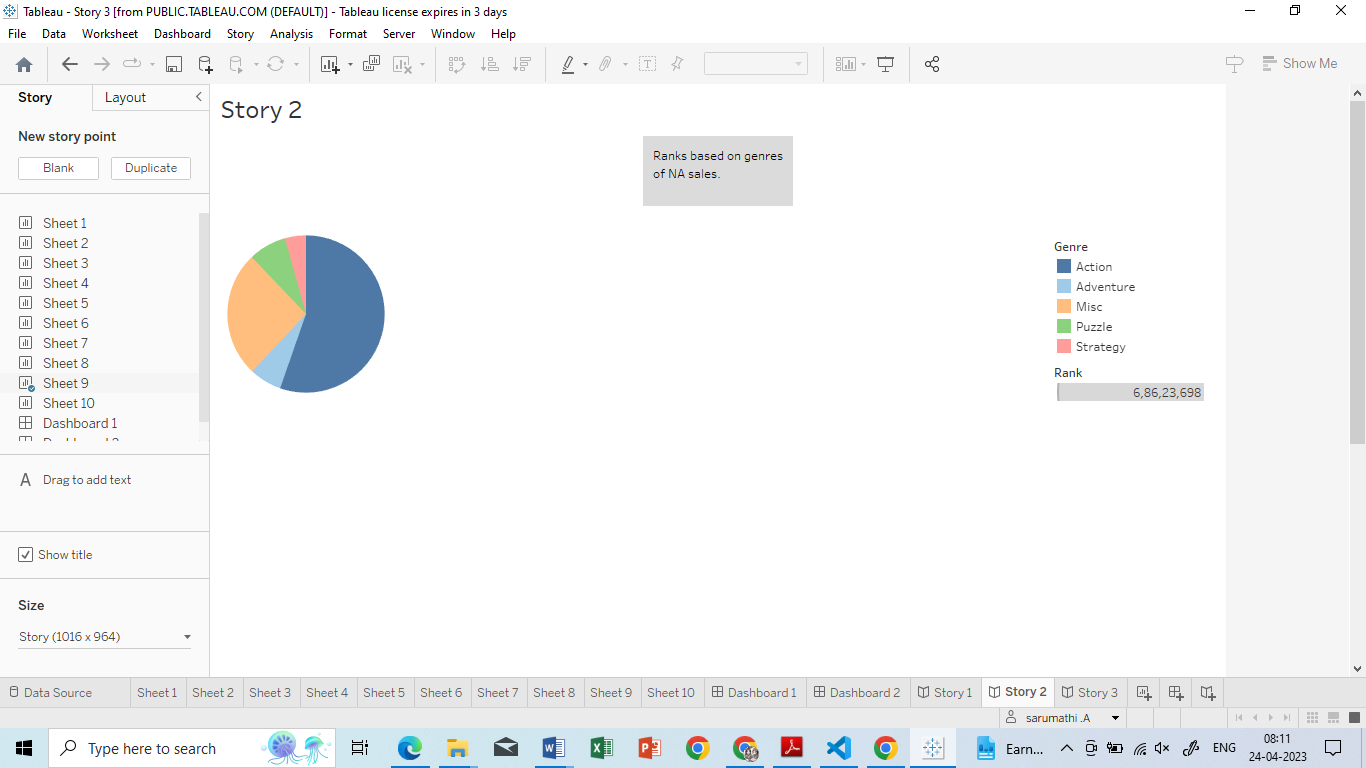 Tableau - Story 3 [from PUBLIC.TABLEAU.COM (DEFAULT)] - Tableau license expires in 3 days
File Data Worksheet Dashboard Story Analysis Format Server Window Help
Show Me
Story Layout
Story 2
New story point
Blank Duplicate
Ranks based on genres
of NA sales.
Sheet 1
Sheet 2
Sheet 3
Sheet 4
Sheet 5
Sheet 6
Sheet 7
Sheet 8
Sheet 9
Sheet 10
Dashboard 1
Genre
Action
Adventure
Misc
Puzzle
Strategy
Rank
6,86,23,698
A Drag to add text
Show title
Size
Story (1016 x 964)
Data Source Sheet 1 Sheet 2 Sheet 3 Sheet 4 Sheet 5 Sheet 6 Sheet 7 Sheet 8 Sheet 9 Sheet 10 Dashboard 1 Dashboard 2 Story 1 Story 2 Story 3
sarumathi .A
Type here to search
Earn...
ENG
08:11
24-04-2023